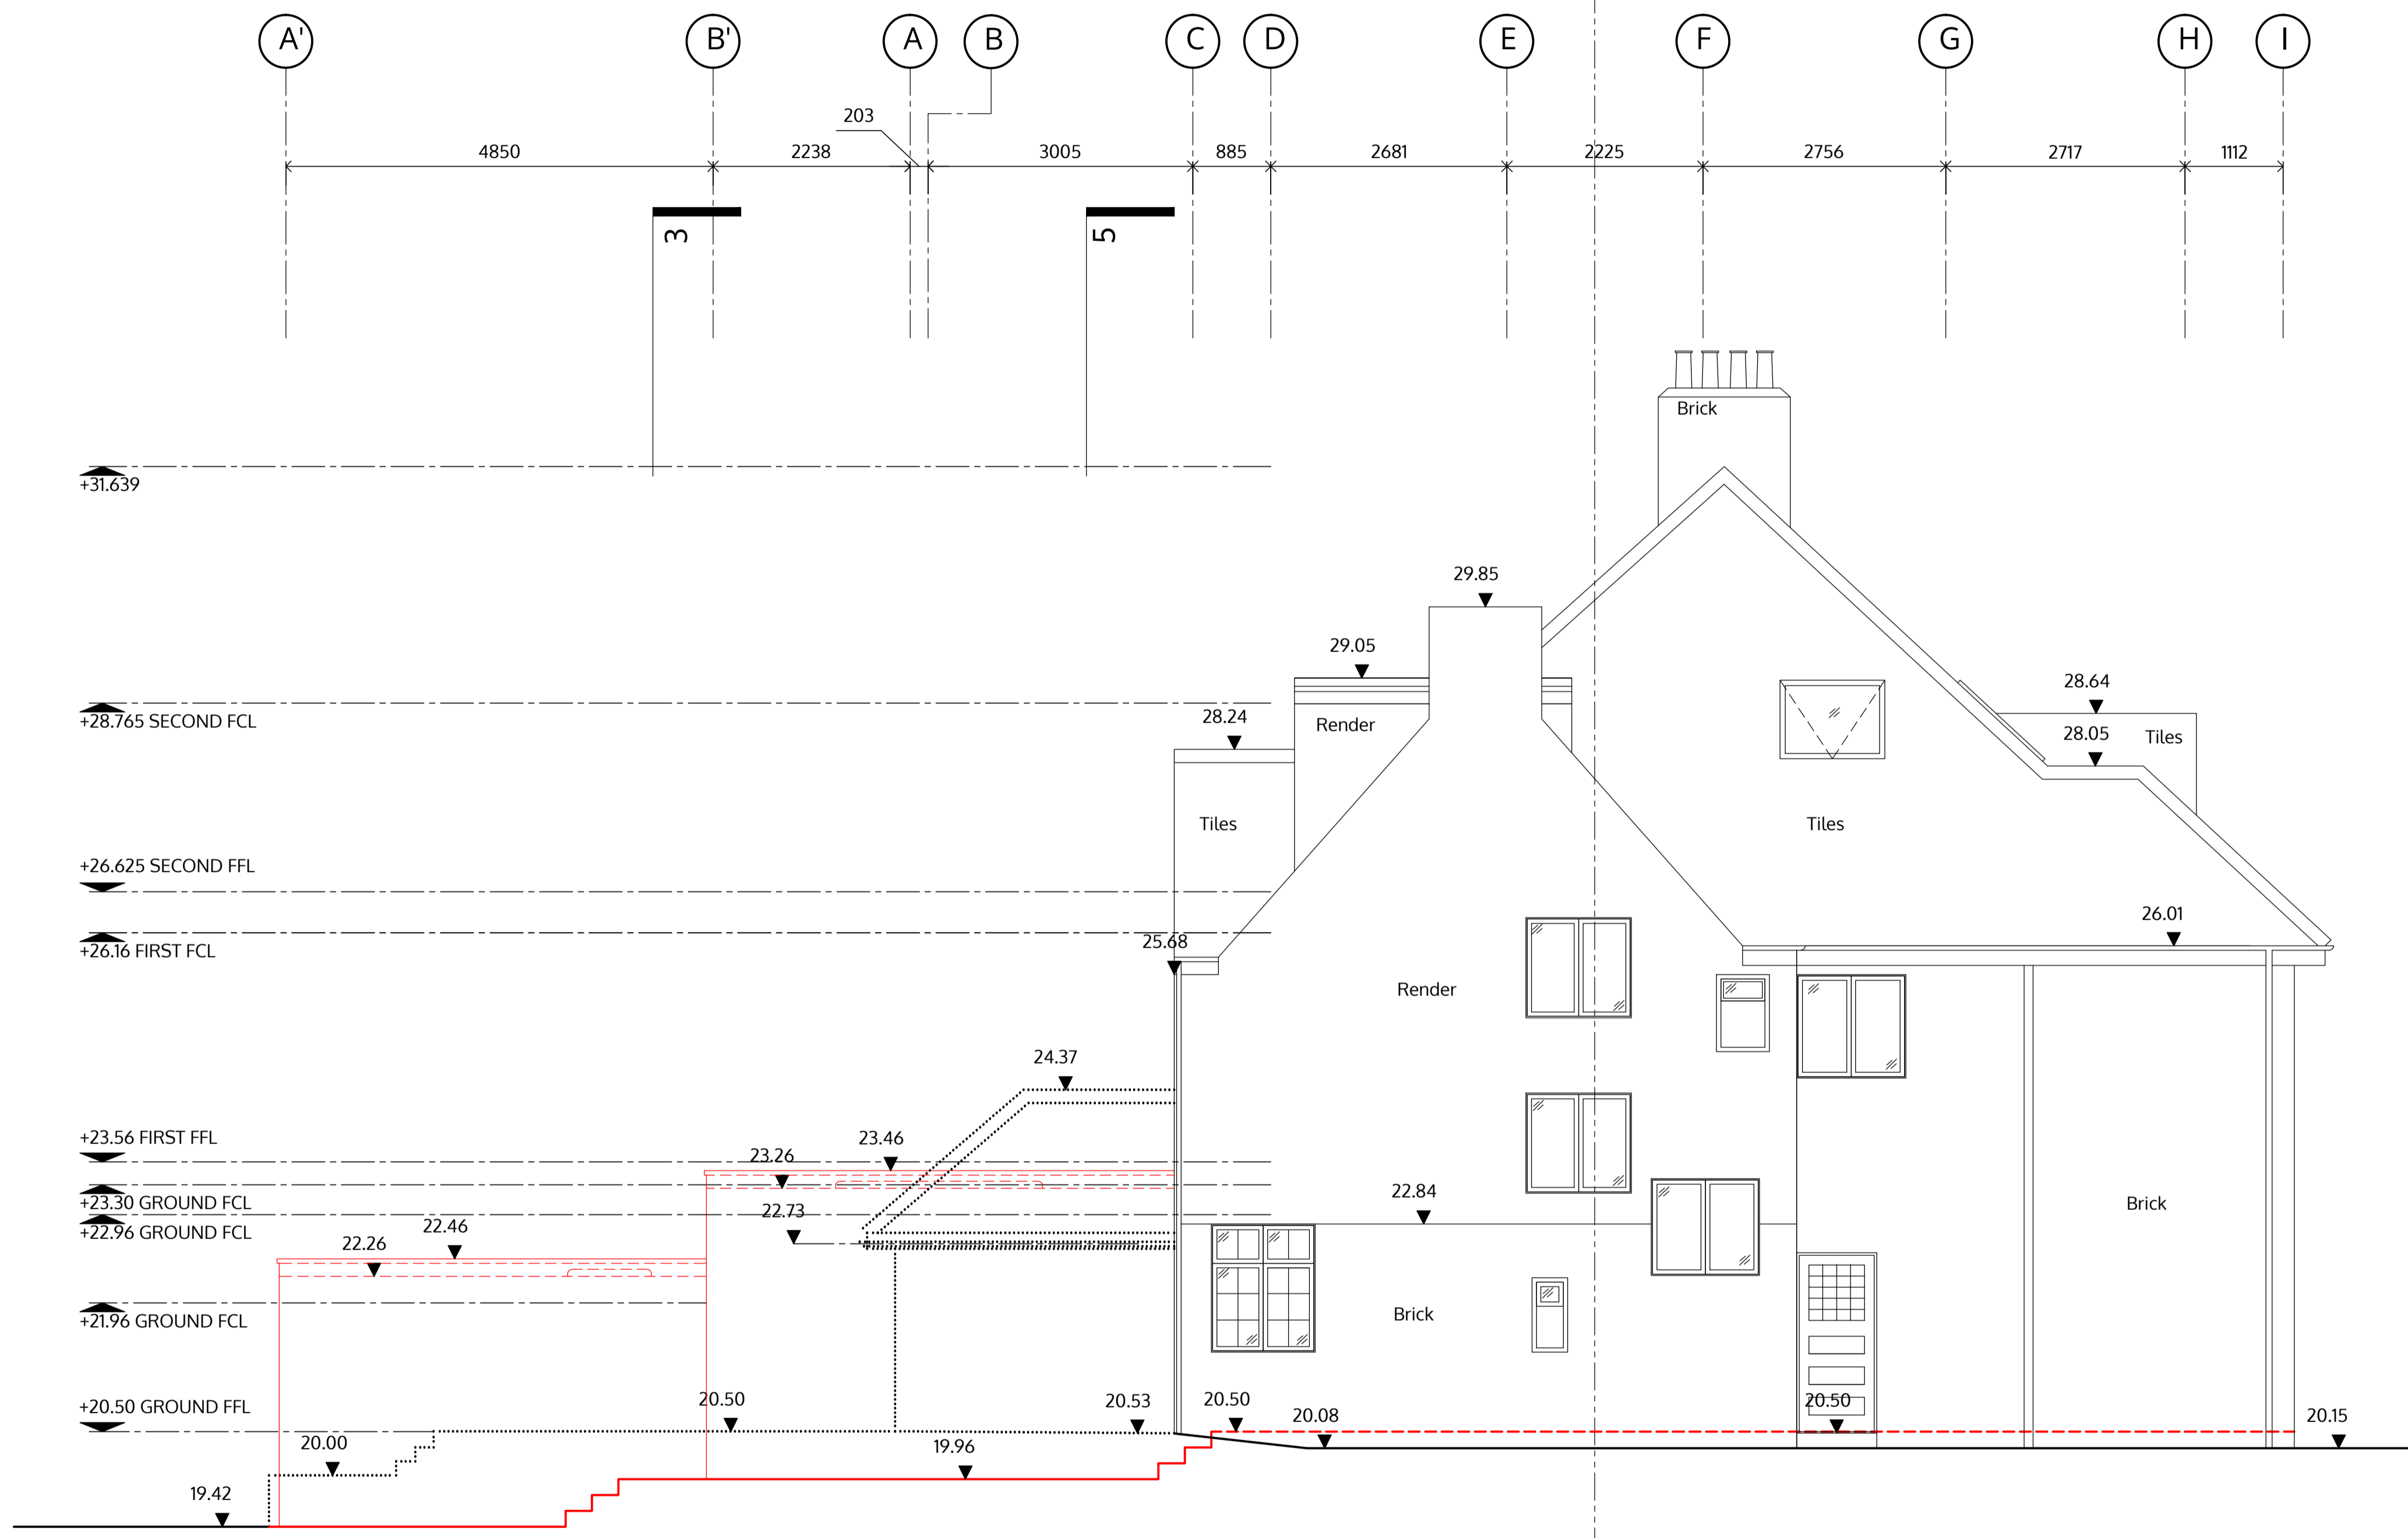 A' B' A B C D E F G H I
203
4850 2238 3005 885 2681 2225 2756 2717 1112
3 5
Brick
+31.639
29.85
29.05
28.64
+28.765 SECOND FCL
28.24
Render
28.05
Tiles
Tiles
Tiles
+26.625 SECOND FFL
26.01
25.68
+26.16 FIRST FCL
Render
24.37
+23.56 FIRST FFL
23.46
23.26
+23.30 GROUND FCL
22.84
Brick
22.73
+22.96 GROUND FCL
22.46
22.26
+21.96 GROUND FCL
Brick
+20.50 GROUND FFL
20.50
20.53
20.50
20.50
20.08
20.15
20.00
19.96
19.42